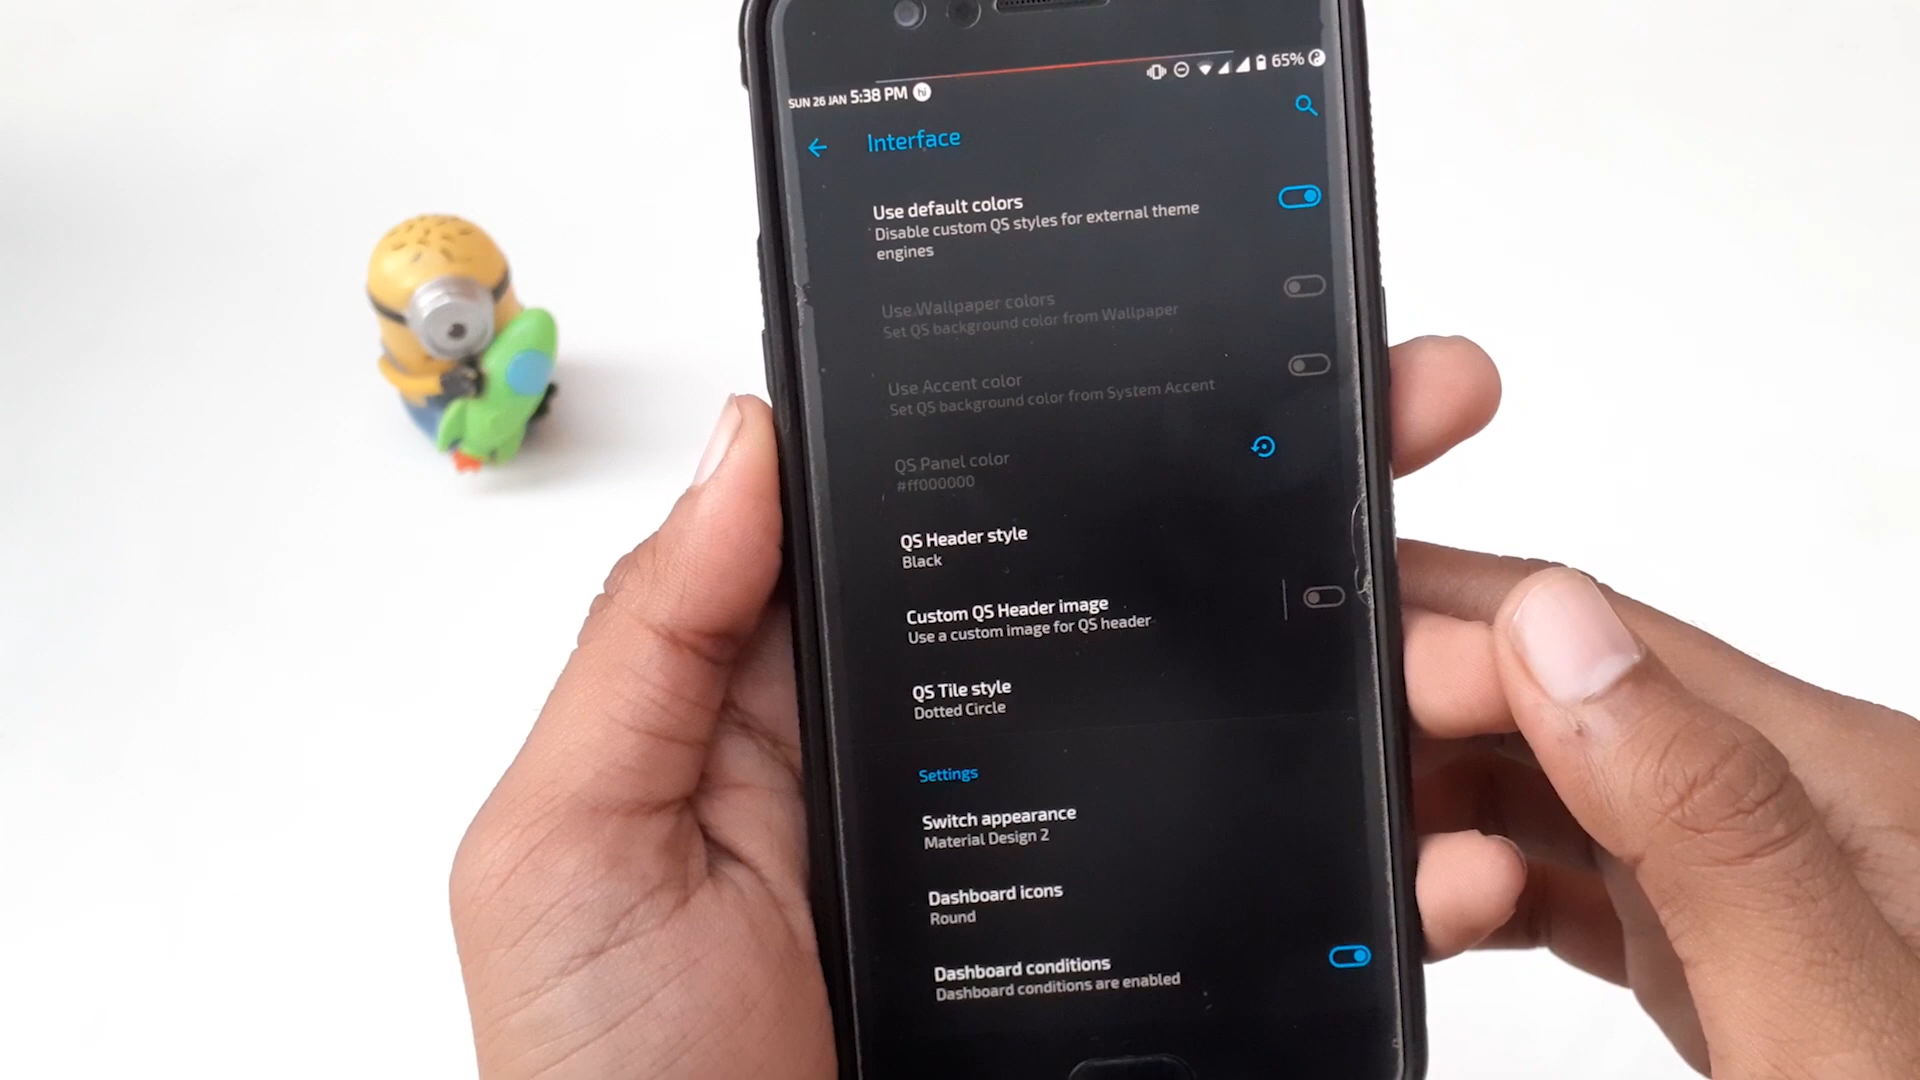 SUN 26 JAN 5:38 PM hi 65%
Interface
Use default colors
Disable custom QS styles for external theme
engines
Use Wallpaper colors
Set QS background color from Wallpaper
Use Accent color
Set QS background color from System Accent
QS Panel color
#ff000000
QS Header style
Black
Custom QS Header image
Use a custom image for QS header
QS Tile style
Dotted Circle
Settings
Switch appearance
Material Design 2
Dashboard icons
Round
Dashboard conditions
Dashboard conditions are enabled